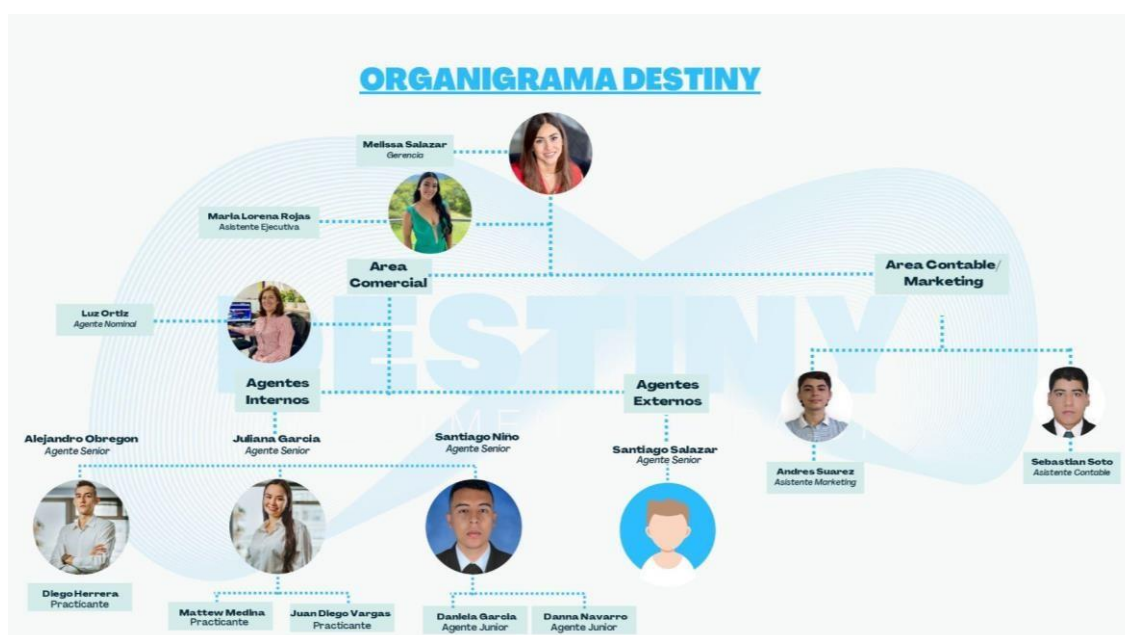 ORGANIGRAMA DESTINY
Melissa Salazar
Gerencia
Maria Lorena Rojas
Asistente Ejecutiva
Area
Comercial
Area Contable/
Marketing
Luz Ortiz
Agente Nominal
DESTINY
Agentes
Internos
Agentes
Externos
Alejandro Obregon
Agente Senior
Juliana Garcia
Agente Senior
Santiago Nino
Agente Senior
Santiago Salazar
Agente Senior
Andres Suarez
Asistente Marketing
Sebastian Soto
Asistente Contable
Diego Herrera
Practicante
Mattew Medina
Practicante
Juan Diego Vargas
Practicante
Daniela Garcia
Agente Junior
Danna Navarro
Agente Junior